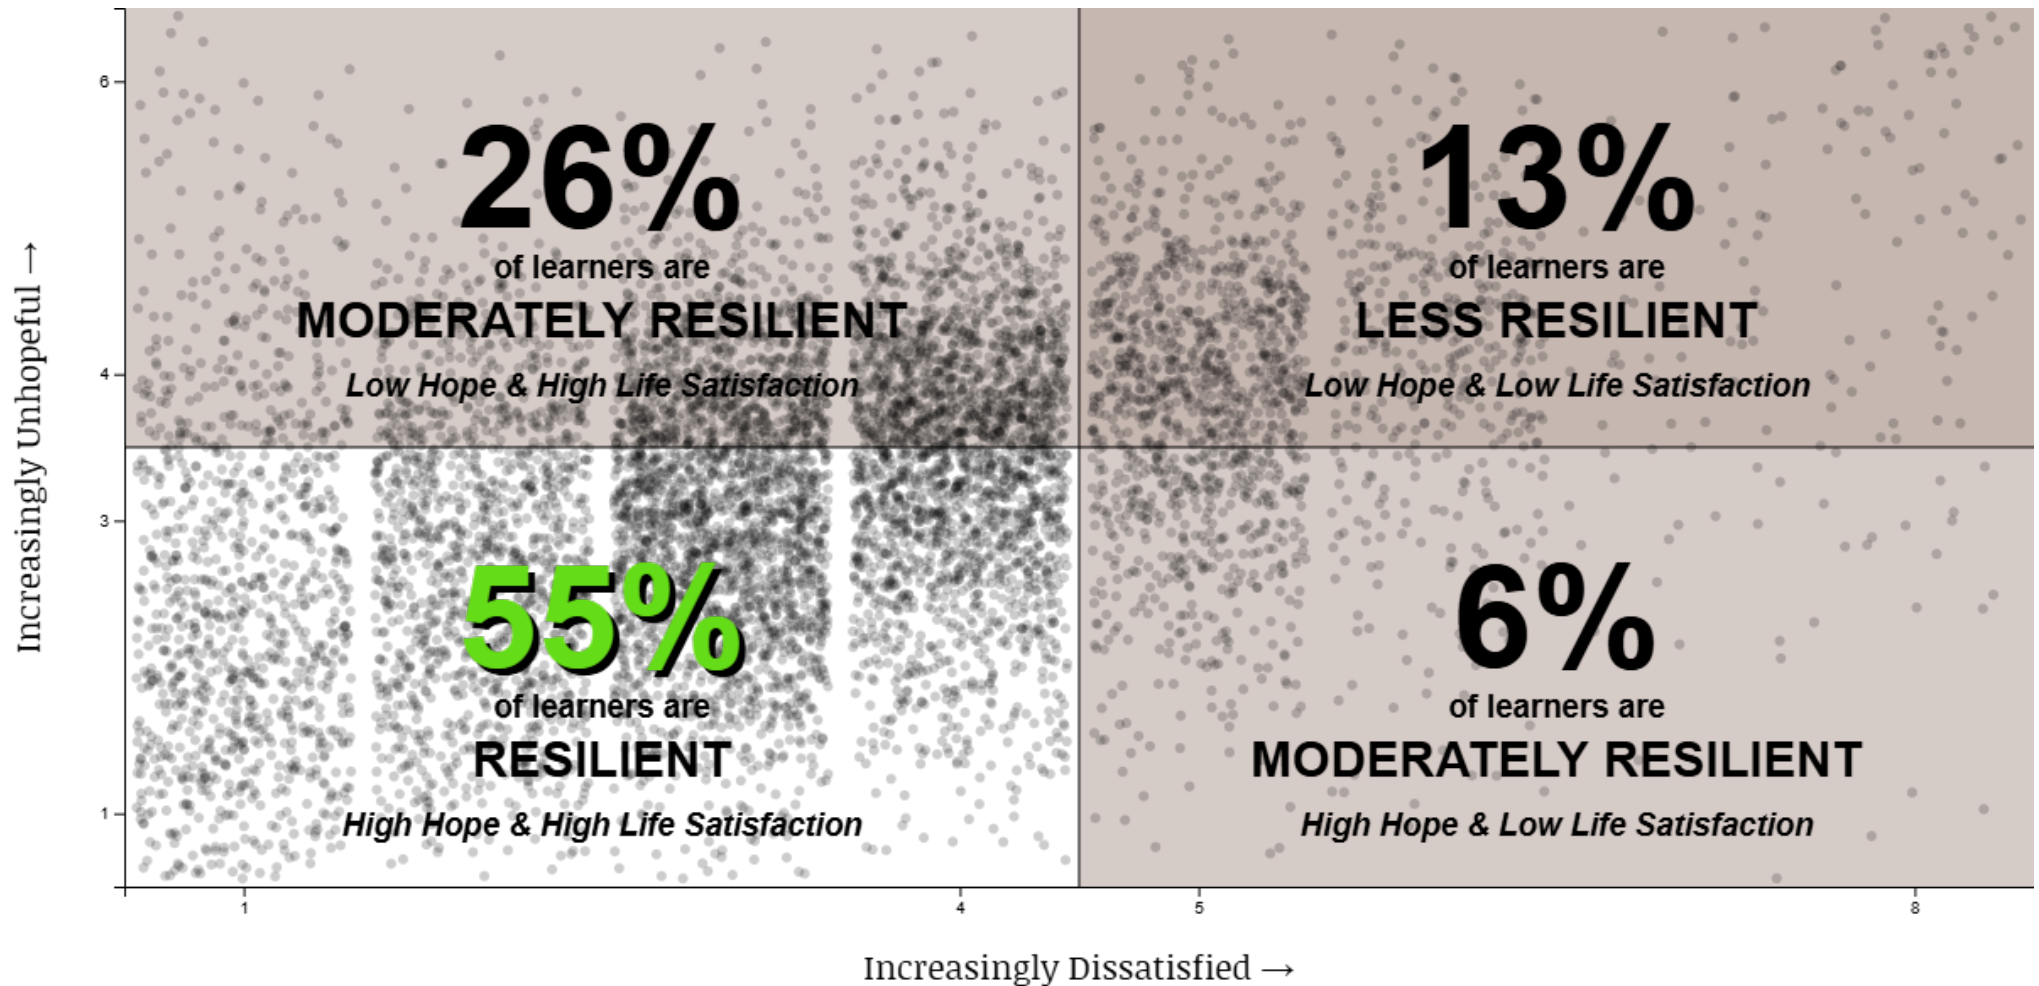 6
4
3
1
Increasingly Unhopeful →
26%
of learners are
MODERATELY RESILIENT
Low Hope & High Life Satisfaction
13%
of learners are
LESS RESILIENT
Low Hope & Low Life Satisfaction
55%
of learners are
RESILIENT
High Hope & High Life Satisfaction
6%
of learners are
MODERATELY RESILIENT
High Hope & Low Life Satisfaction
1
4
5
8
Increasingly Dissatisfied →